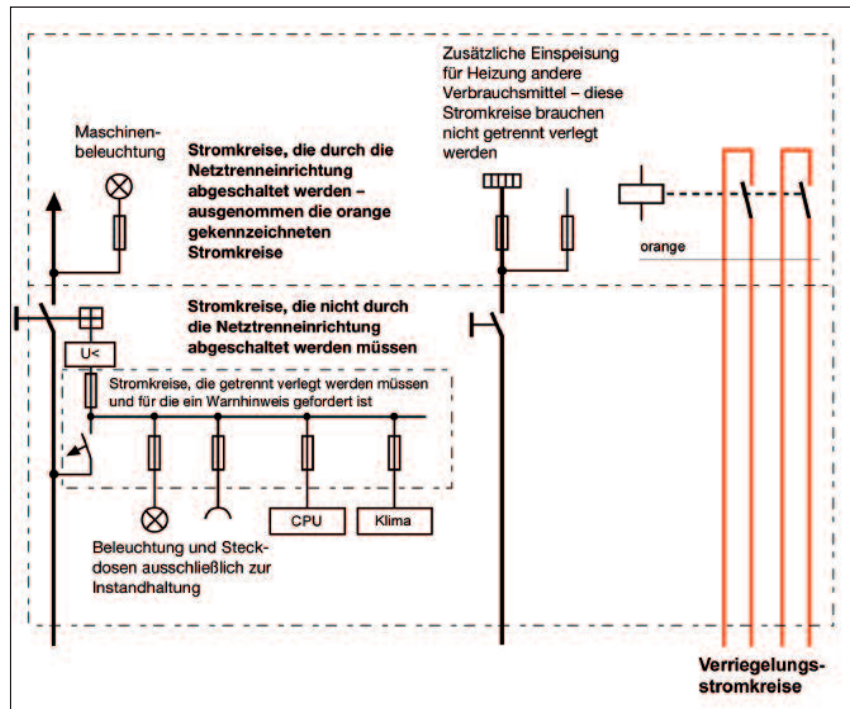 Zusätzliche Einspeisung
für Heizung andere
Verbrauchsmittel – diese
Stromkreise brauchen
nicht getrennt verlegt
werden
Maschinen-
beleuchtung
Stromkreise, die durch die
Netztrenneinrichtung
abgeschaltet werden –
ausgenommen die orange
gekennzeichneten
Stromkreise
orange
Stromkreise, die nicht durch
die Netztrenneinrichtung
abgeschaltet werden müssen
U<
Stromkreise, die getrennt verlegt werden müssen
und für die ein Warnhinweis gefordert ist
CPU
Klima
Beleuchtung und Steck-
dosen ausschließlich zur
Instandhaltung
Verriegelungs-
stromkreise